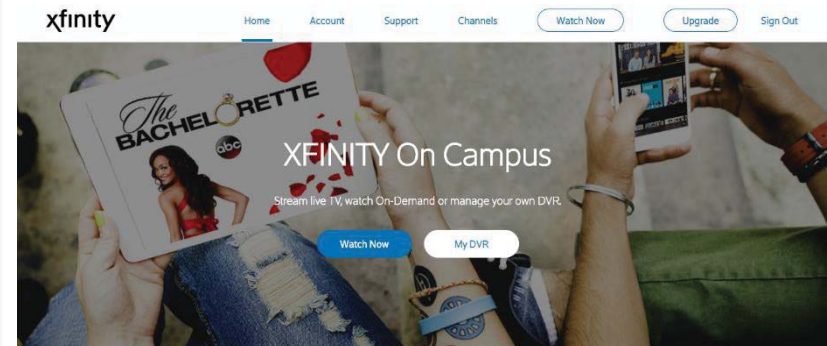 xfinity
Home Account Support Channels Watch Now Upgrade Sign Out
The
BACHELORETTE
abc
XFINITY On Campus
Stream live TV, watch On-Demand or manage your own DVR.
Watch Now My DVR